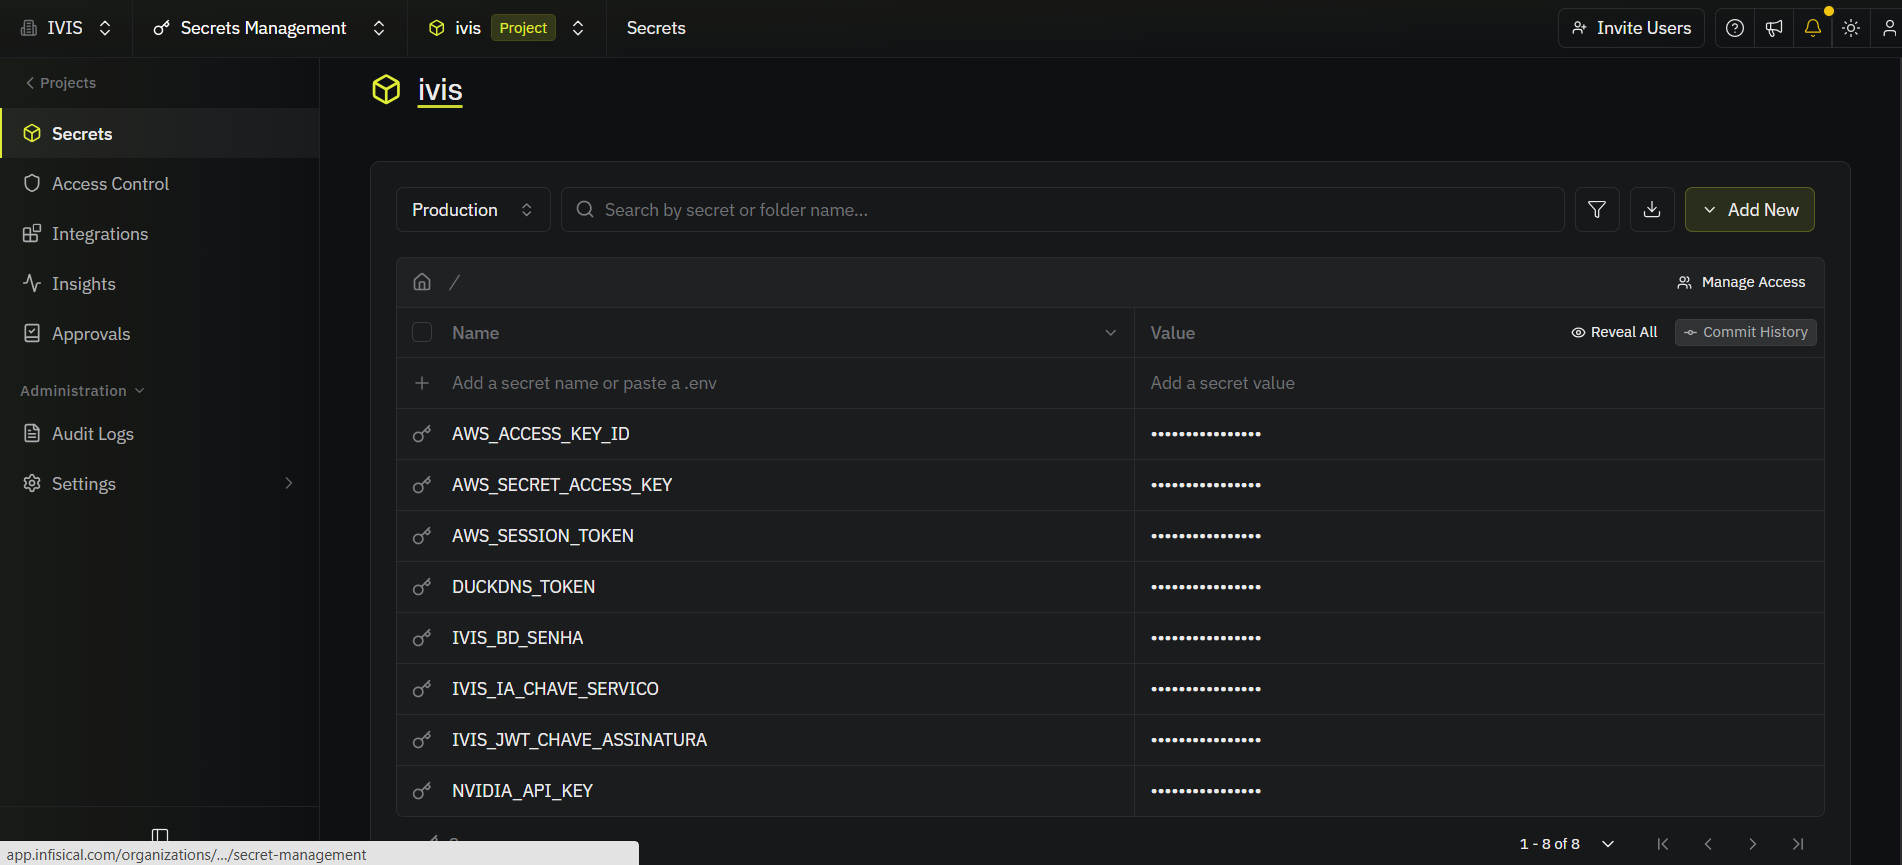 IVIS
Secrets Management
ivis Project
Secrets
Invite Users
Projects
Secrets
Access Control
Integrations
Insights
Approvals
Administration
Audit Logs
Settings
ivis
Production
Search by secret or folder name...
Add New
/
Manage Access
Name
Value
Reveal All
Commit History
Add a secret name or paste a .env
Add a secret value
AWS_ACCESS_KEY_ID
••••••••••••••••
AWS_SECRET_ACCESS_KEY
••••••••••••••••
AWS_SESSION_TOKEN
••••••••••••••••
DUCKDNS_TOKEN
••••••••••••••••
IVIS_BD_SENHA
••••••••••••••••
IVIS_IA_CHAVE_SERVICO
••••••••••••••••
IVIS_JWT_CHAVE_ASSINATURA
••••••••••••••••
NVIDIA_API_KEY
••••••••••••••••
1 - 8 of 8
app.infisical.com/organizations/.../secret-management